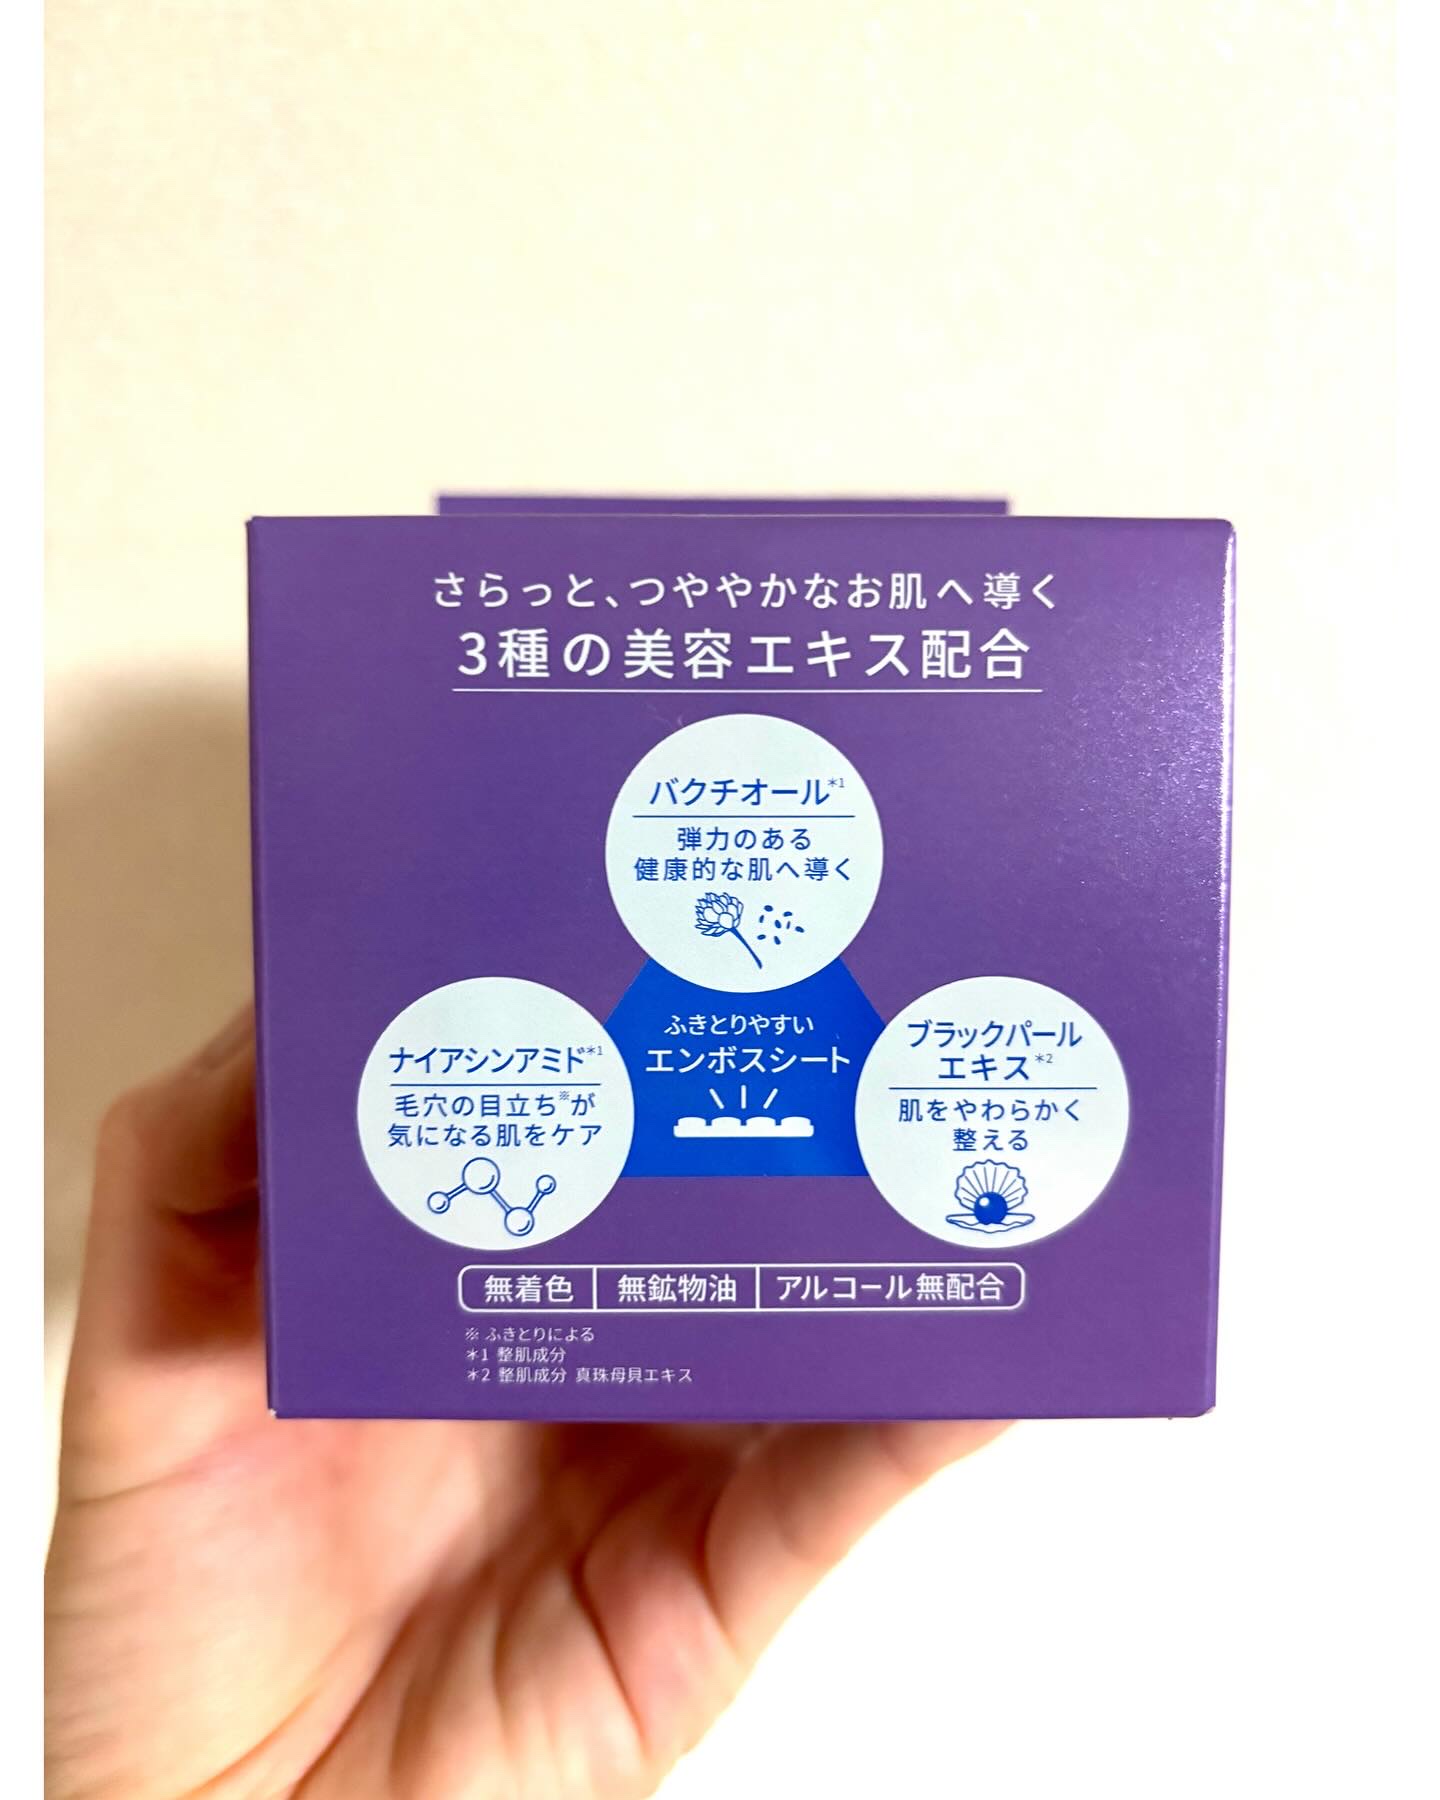 さらっと、つややかなお肌へ導く
3種の美容エキス配合
バクチオール*1
弾力のある
健康的な肌へ導く
ナイアシンアミド*1
毛穴の目立ち※が
気になる肌をケア
ふきとりやすい
エンボスシート
ブラックパール
エキス*2
肌をやわらかく
整える
無着色 無鉱物油 アルコール無配合
※ ふきとりによる
*1 整肌成分
*2 整肌成分 真珠母貝エキス